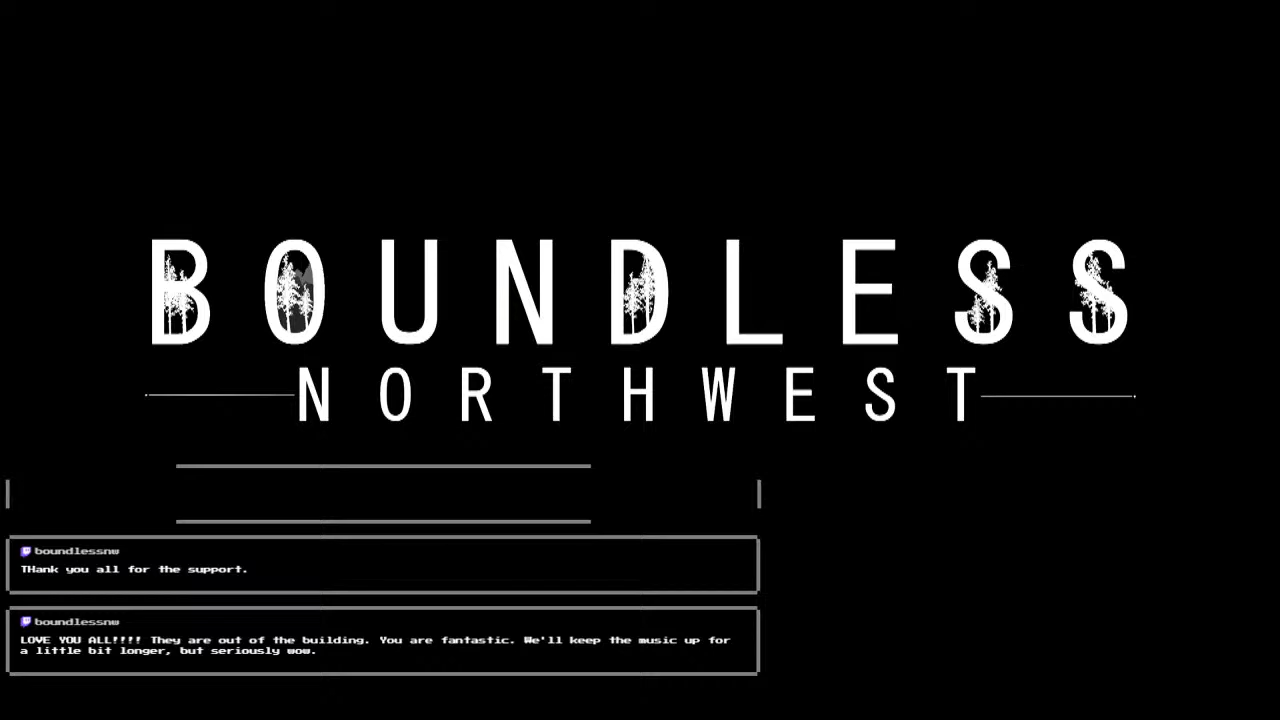 BOUNDLESS
NORTHWEST
boundlessnw
THank you all for the support.
boundlessnw
LOVE YOU ALL!!!! They are out of the building. You are fantastic. We'll keep the music up for
a little bit longer, but seriously wow.